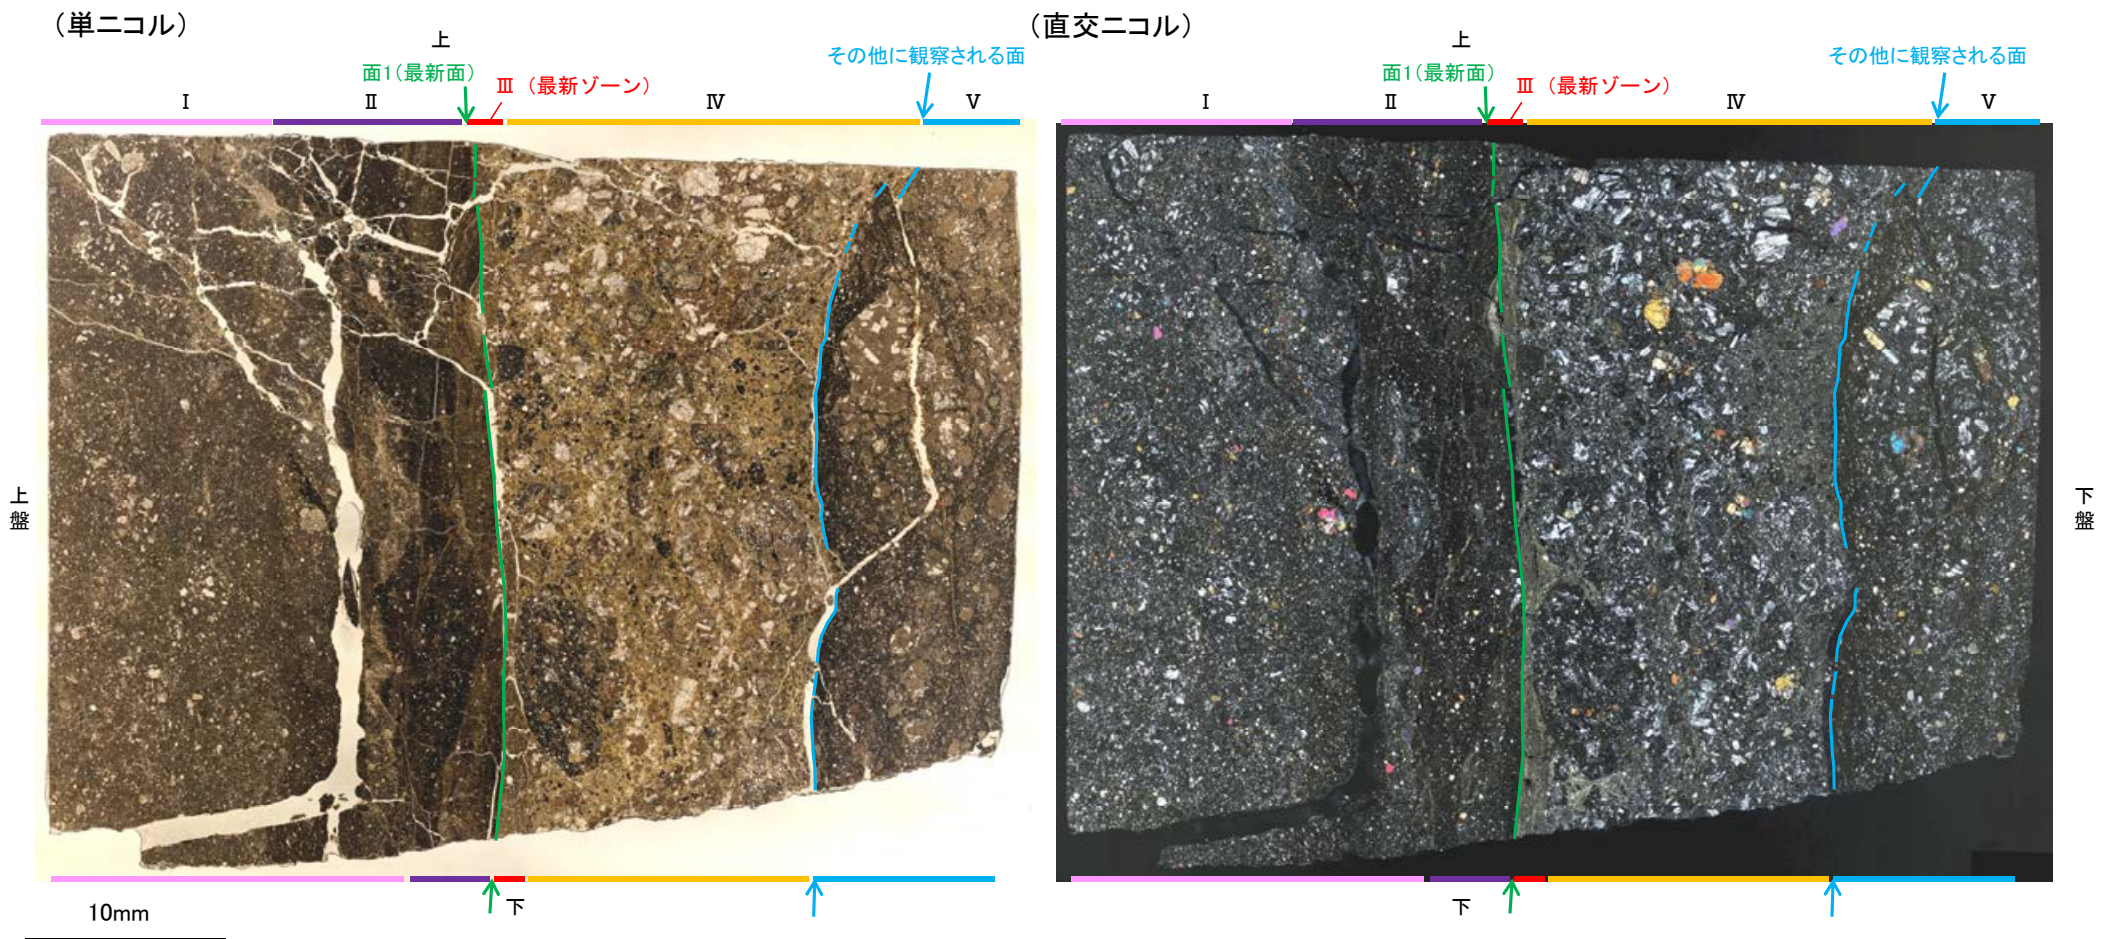 （単ニコル）
上
面1（最新面）
Ⅲ（最新ゾーン）
その他に観察される面
Ⅰ
Ⅱ
Ⅳ
Ⅴ
上盤
下
10mm
（直交ニコル）
上
面1（最新面）
Ⅲ（最新ゾーン）
その他に観察される面
Ⅰ
Ⅱ
Ⅳ
Ⅴ
下盤
下